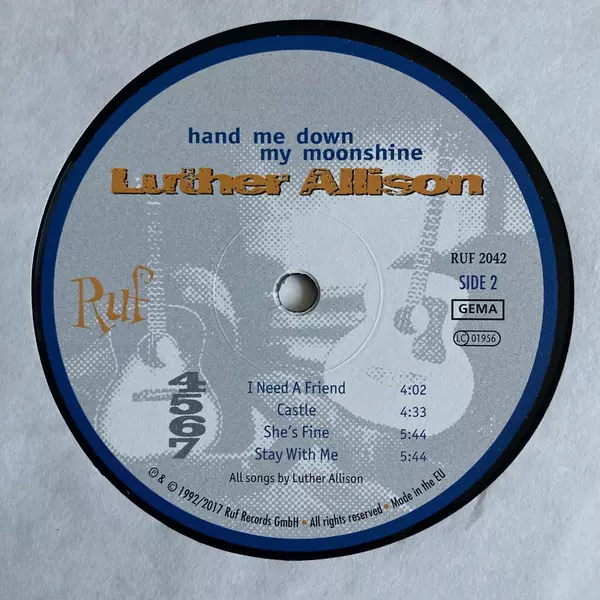 hand me down
my moonshine
Luther Allison
Ruf
RUF 2042
SIDE 2
GEMA
LC 01956
4 I Need A Friend 4:02
5 Castle 4:33
6 She's Fine 5:44
7 Stay With Me 5:44
All songs by Luther Allison
℗ & © 1992/2017 Ruf Records GmbH • All rights reserved • Made in the EU